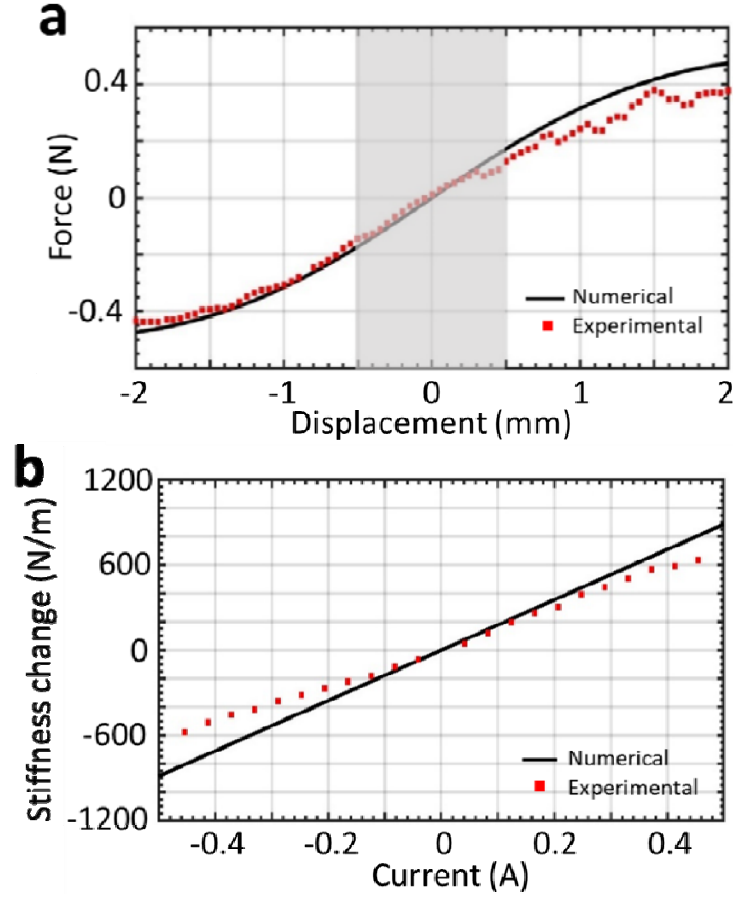 a
0.4
0
-0.4
Force (N)
Numerical
Experimental
-2 -1 0 1 2
Displacement (mm)
b
1200
600
0
-600
-1200
Stiffness change (N/m)
Numerical
Experimental
-0.4 -0.2 0 0.2 0.4
Current (A)